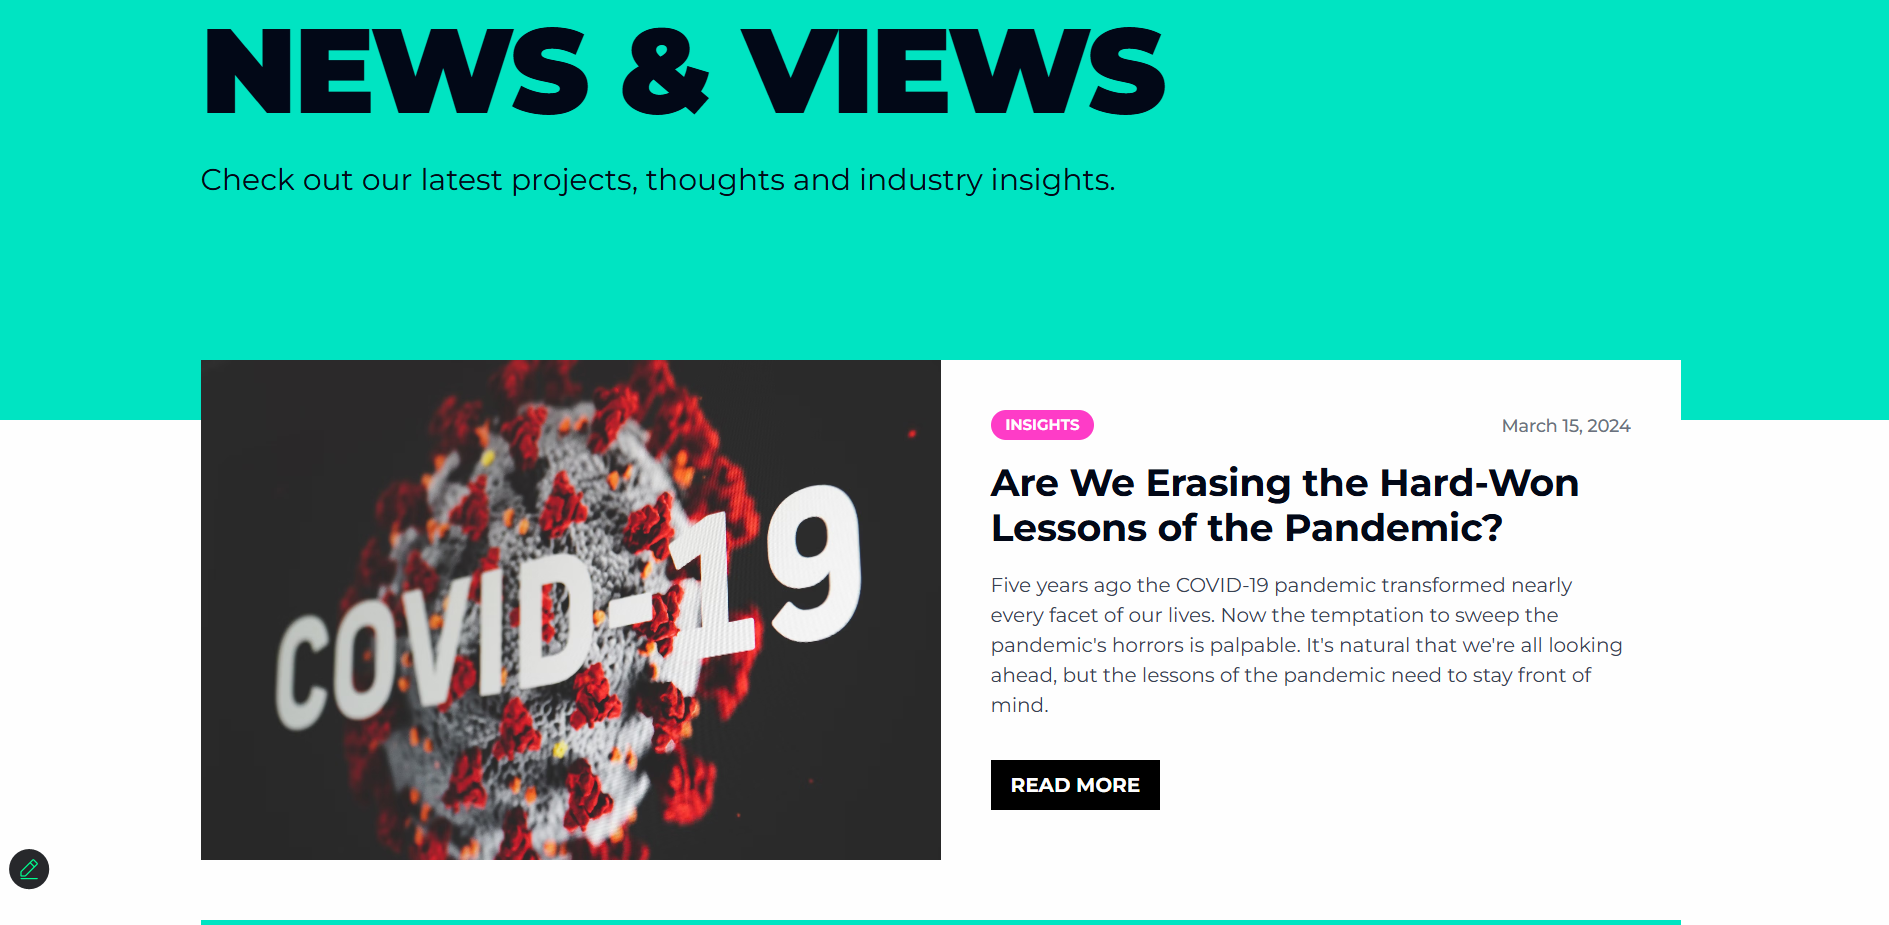 NEWS & VIEWS
Check out our latest projects, thoughts and industry insights.
COVID-19
INSIGHTS
March 15, 2024
Are We Erasing the Hard-Won
Lessons of the Pandemic?
Five years ago the COVID-19 pandemic transformed nearly
every facet of our lives. Now the temptation to sweep the
pandemic's horrors is palpable. It's natural that we're all looking
ahead, but the lessons of the pandemic need to stay front of
mind.
READ MORE